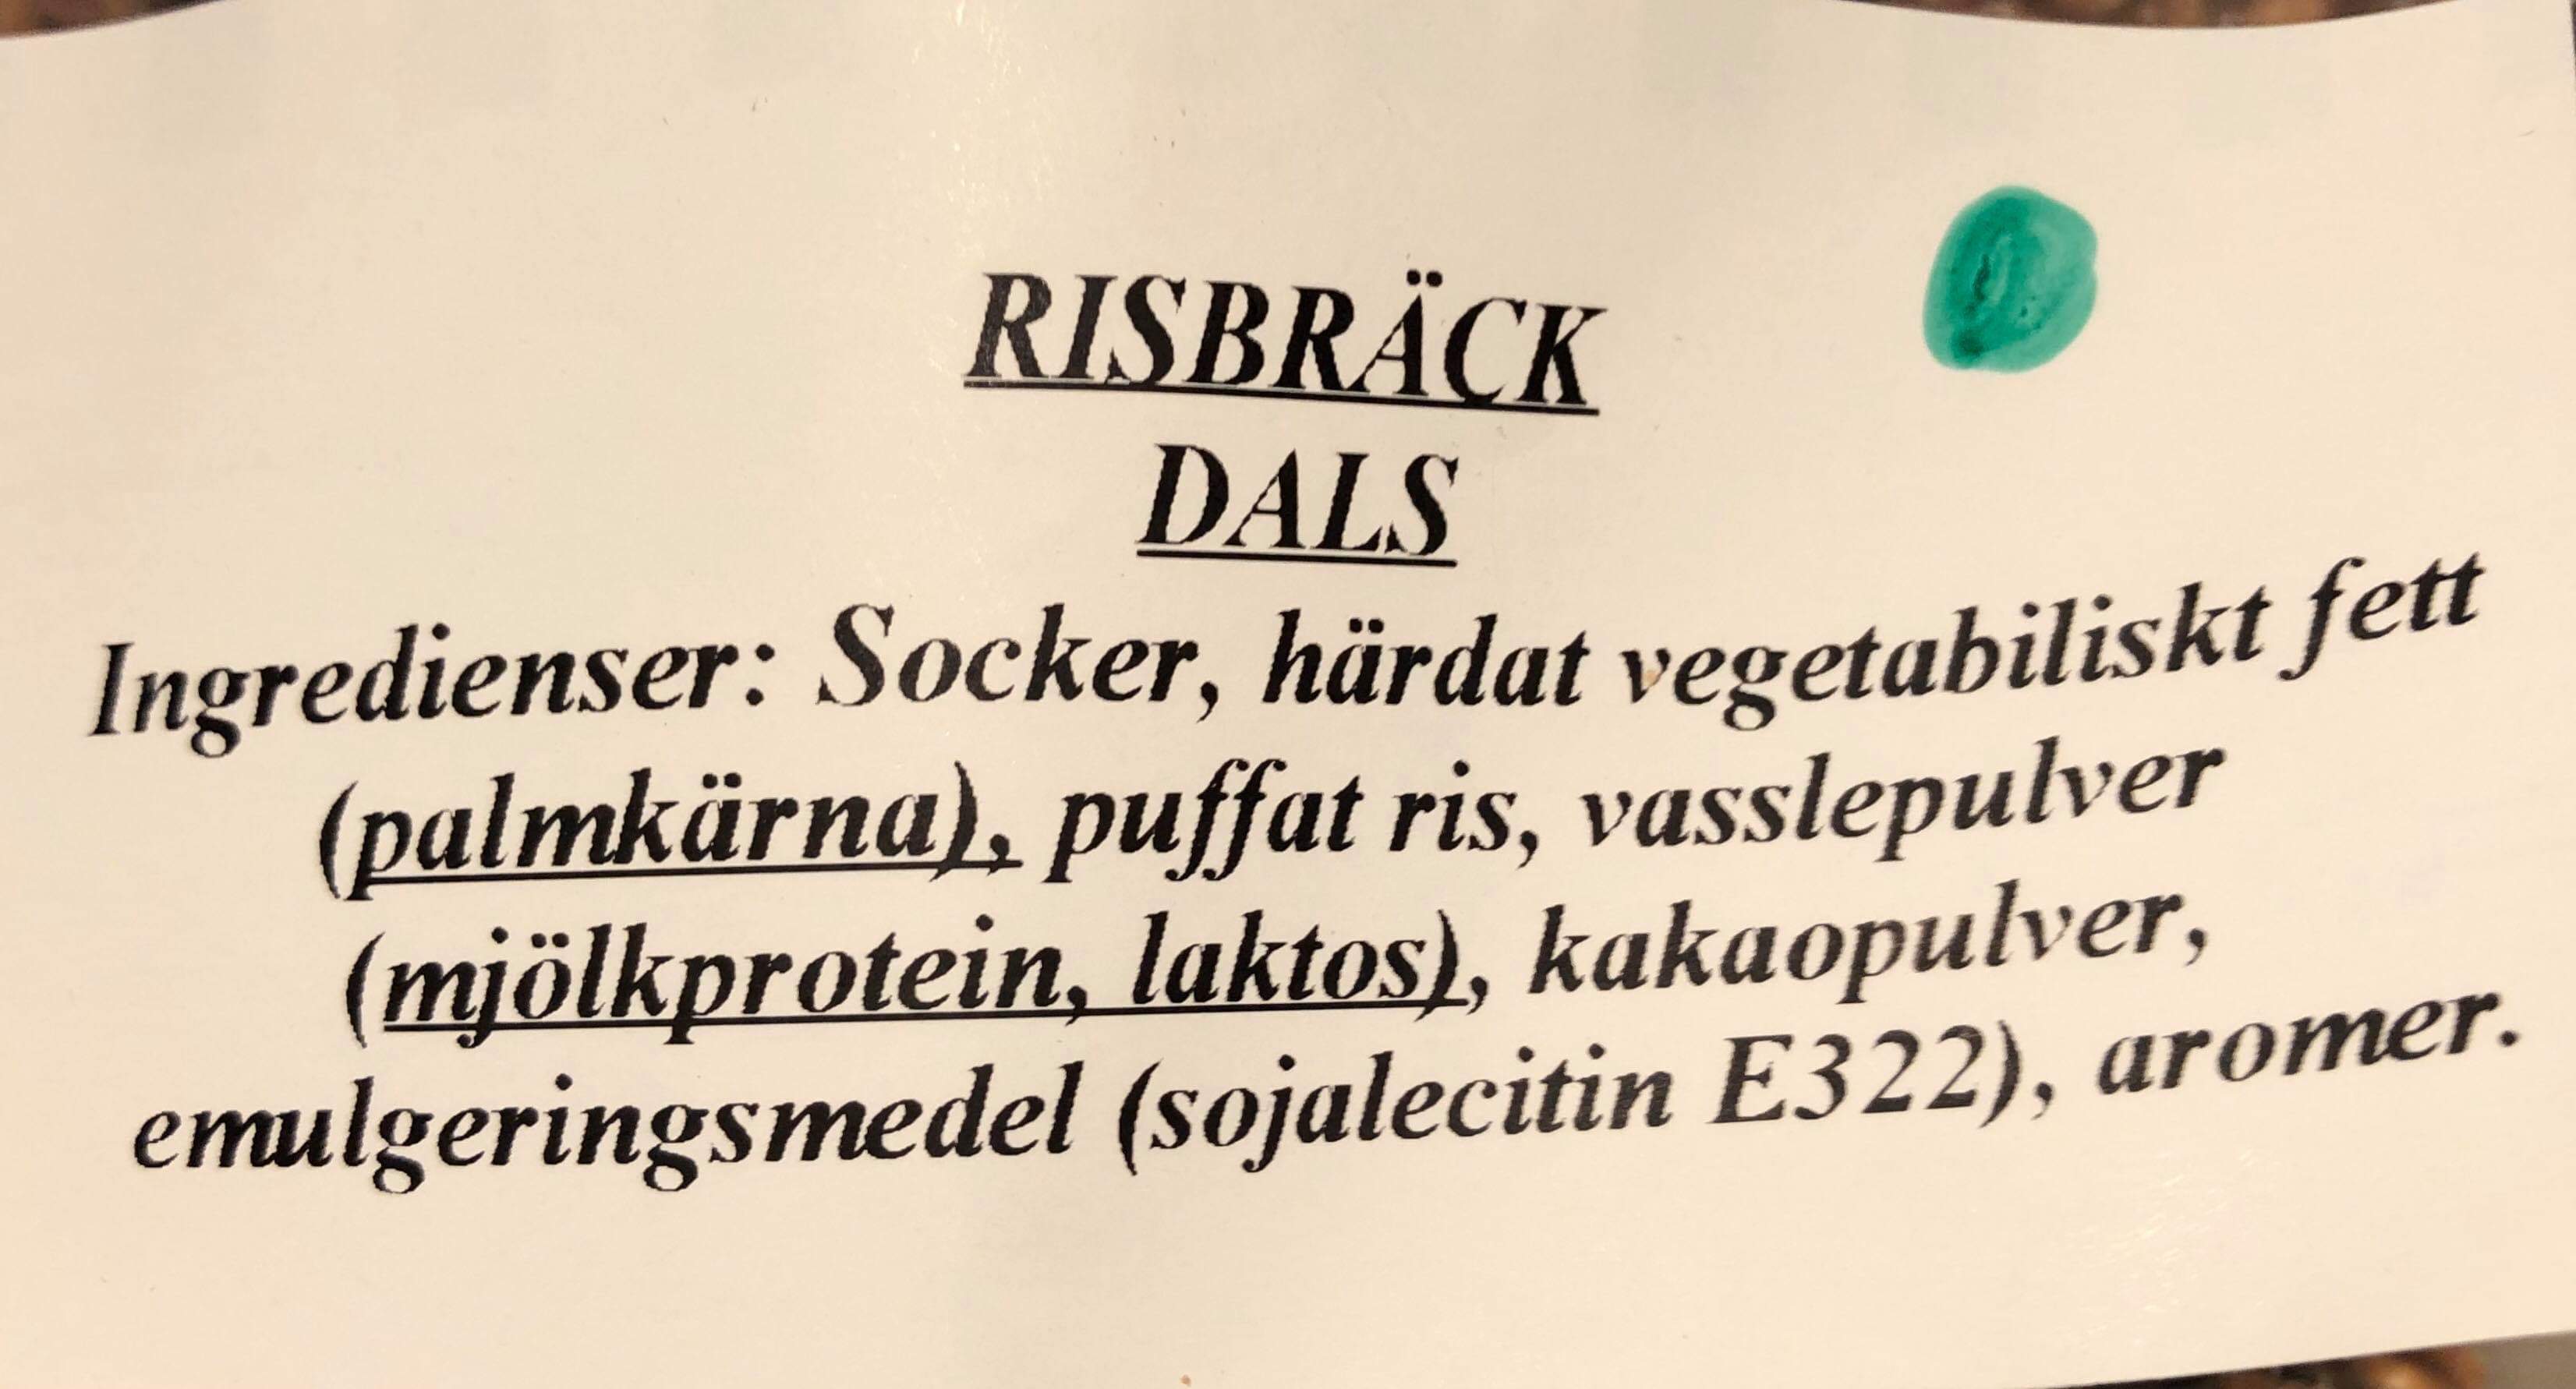 RISBRÄCK
DALS
Ingredienser: Socker, härdat vegetabiliskt fett
(palmkärna), puffat ris, vasslepulver
(mjölkprotein, laktos), kakaopulver,
emulgeringsmedel (sojalecitin E322), aromer.